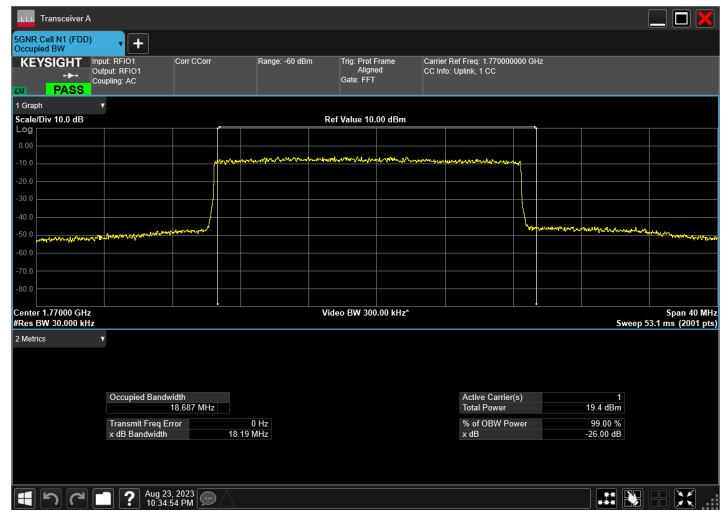 Transceiver A
5GNR Cell N1 (FDD)
Occupied BW
KEYSIGHT
LNI
PASS
Input: RFIO1
Output: RFIO1
Coupling: AC
Corr CCorr
Range: -60 dBm
Trig: Prot Frame
Aligned
Gate: FFT
Carrier Ref Freq: 1.770000000 GHz
CC Info: Uplink, 1 CC
1 Graph
Scale/Div 10.0 dB
Ref Value 10.00 dBm
Log
0.00
-10.0
-20.0
-30.0
-40.0
-50.0
-60.0
-70.0
-80.0
Center 1.77000 GHz
Video BW 300.00 kHz*
Span 40 MHz
#Res BW 30.000 kHz
Sweep 53.1 ms (2001 pts)
2 Metrics
Occupied Bandwidth
18.687 MHz
Transmit Freq Error 0 Hz
x dB Bandwidth 18.19 MHz
Active Carrier(s) 1
Total Power 19.4 dBm
% of OBW Power 99.00 %
x dB -26.00 dB
Aug 23, 2023
10:34:54 PM